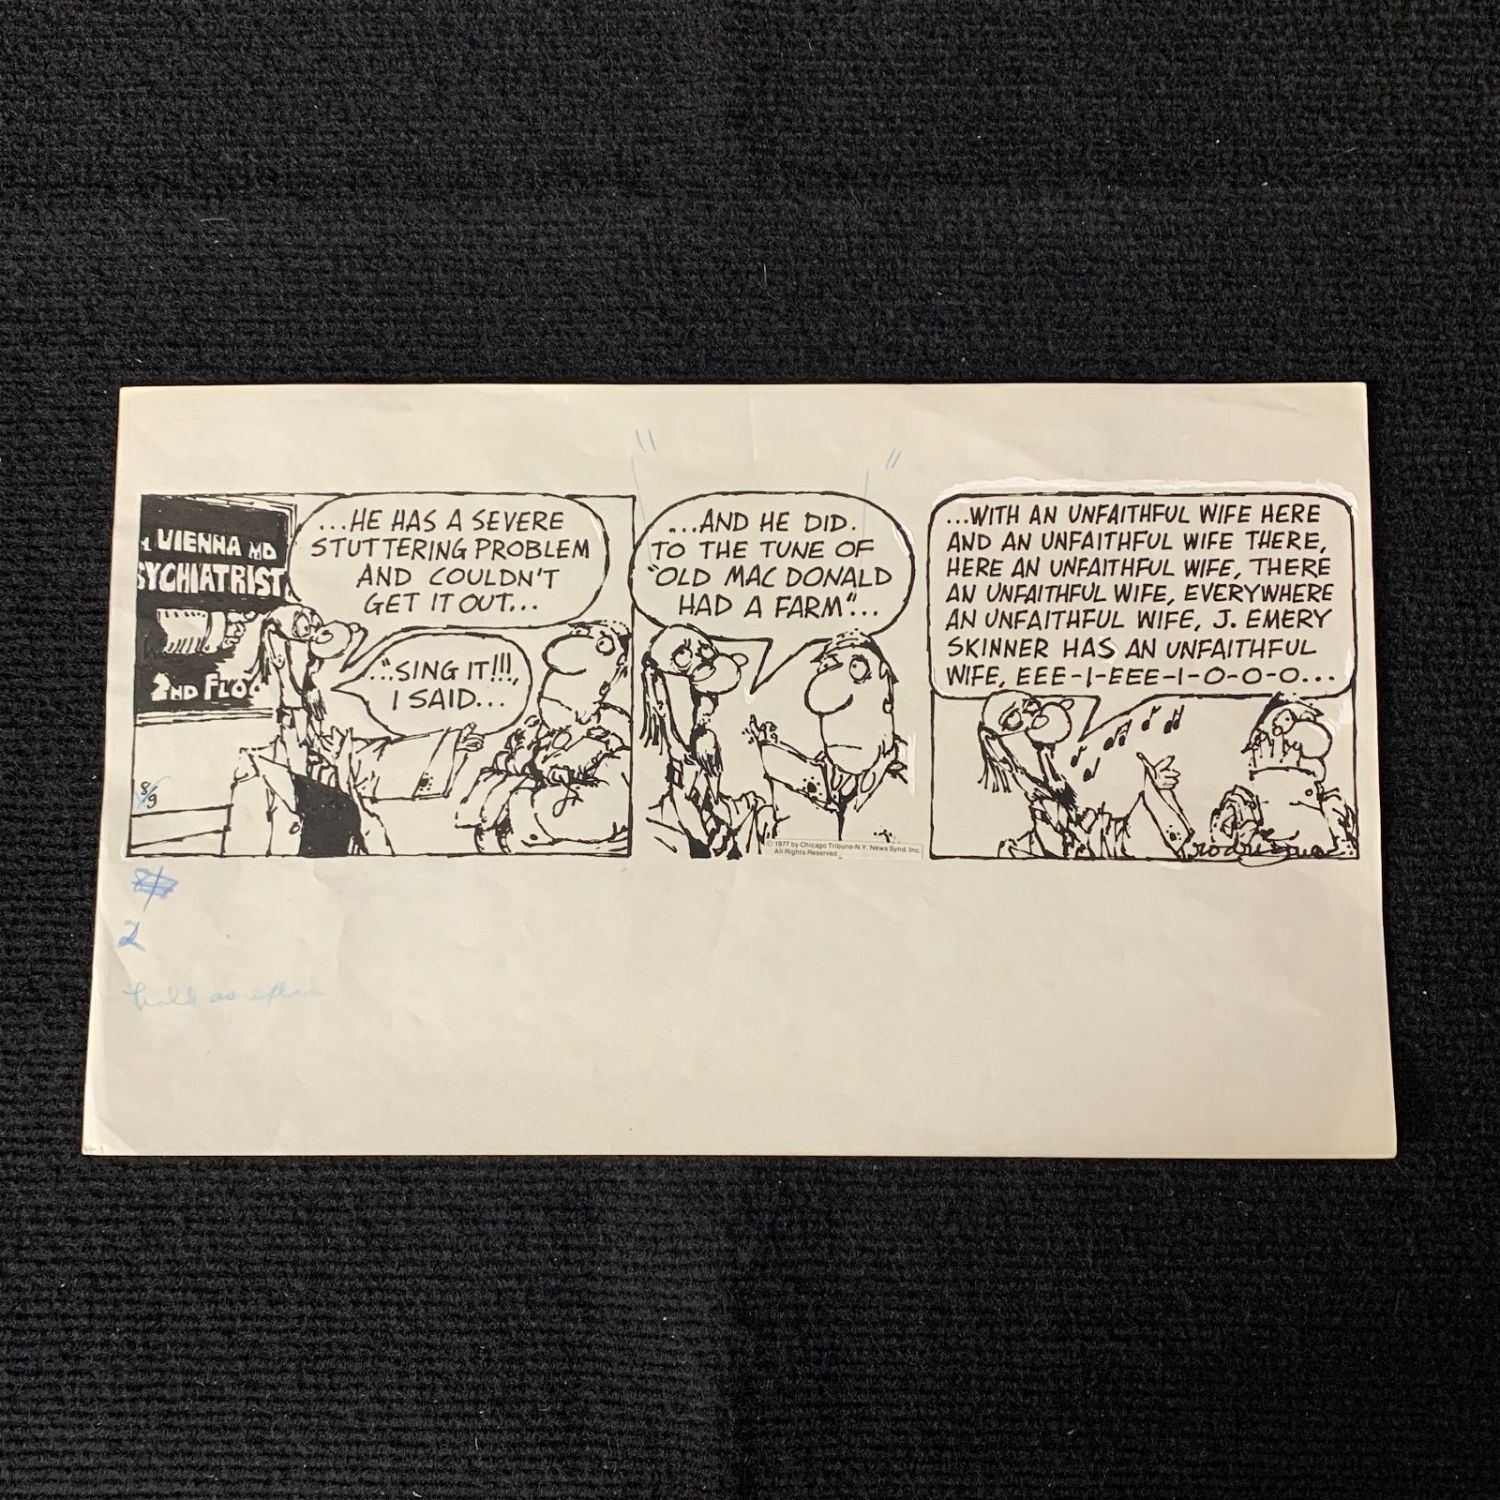 VIENNA MD
PSYCHIATRIST
2ND FLOO
...HE HAS A SEVERE
STUTTERING PROBLEM
AND COULDN'T
GET IT OUT...
..."SING IT!!!,
I SAID...
8/9
...AND HE DID.
TO THE TUNE OF
"OLD MAC DONALD
HAD A FARM"...
© 1977 by Chicago Tribune-N.Y. News Synd. Inc.
All Rights Reserved
...WITH AN UNFAITHFUL WIFE HERE
AND AN UNFAITHFUL WIFE THERE,
HERE AN UNFAITHFUL WIFE, THERE
AN UNFAITHFUL WIFE, EVERYWHERE
AN UNFAITHFUL WIFE, J. EMERY
SKINNER HAS AN UNFAITHFUL
WIFE, EEE-I-EEE-I-O-O-O...
rodrigues
2